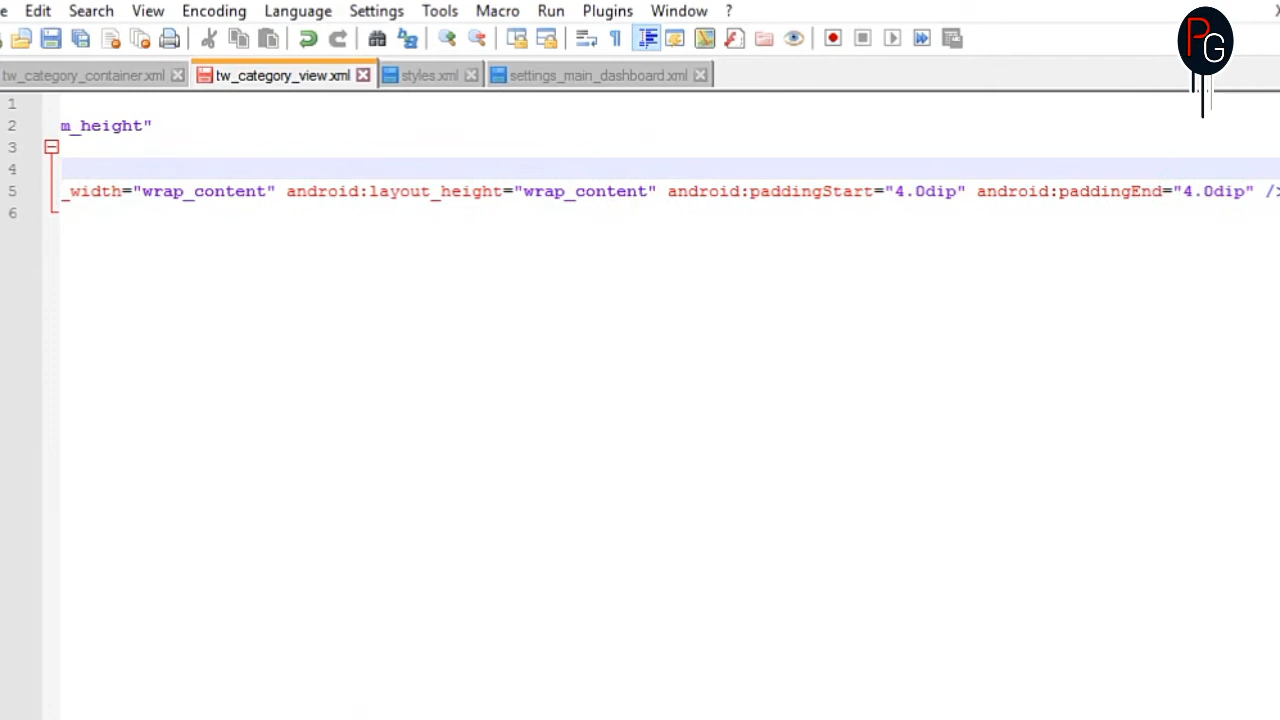 Edit Search View Encoding Language Settings Tools Macro Run Plugins Window ?
tw_category_container.xml tw_category_view.xml styles.xml settings_main_dashboard.xml
PG
1
2 m_height"
3
4
5 _width="wrap_content" android:layout_height="wrap_content" android:paddingStart="4.0dip" android:paddingEnd="4.0dip" />
6